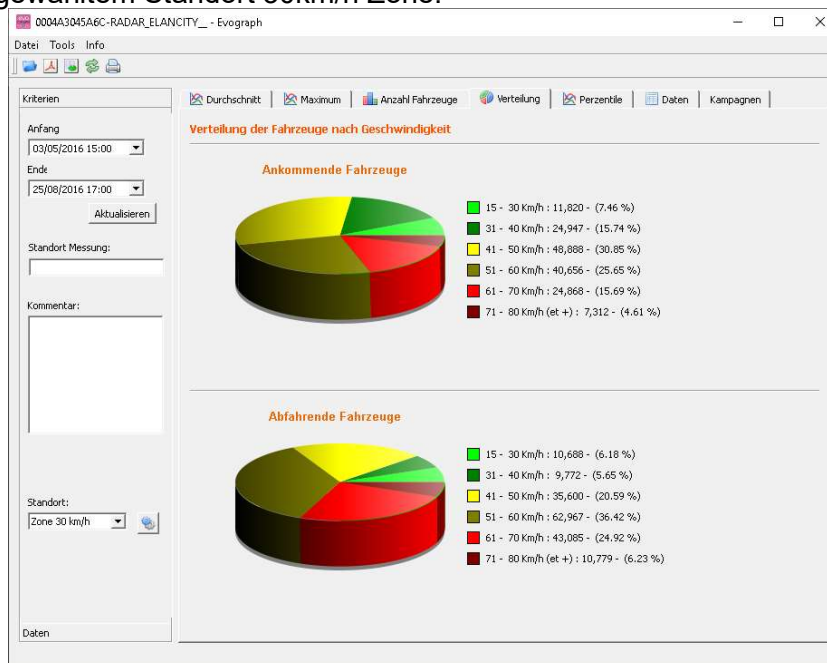 gewähltem Standort 30km/h Zone:
0004A3045A6C-RADAR_ELANCITY__ - Evograph
Datei Tools Info
Kriterien
Anfang
03/05/2016 15:00
Ende
25/08/2016 17:00
Aktualisieren
Standort Messung:
Kommentar:
Standort:
Zone 30 km/h
Daten
Durchschnitt Maximum Anzahl Fahrzeuge Verteilung Perzentile Daten Kampagnen
Verteilung der Fahrzeuge nach Geschwindigkeit
Ankommende Fahrzeuge
15 - 30 Km/h : 11,820 - (7.46 %)
31 - 40 Km/h : 24,947 - (15.74 %)
41 - 50 Km/h : 48,888 - (30.85 %)
51 - 60 Km/h : 40,656 - (25.65 %)
61 - 70 Km/h : 24,868 - (15.69 %)
71 - 80 Km/h (et +) : 7,312 - (4.61 %)
Abfahrende Fahrzeuge
15 - 30 Km/h : 10,688 - (6.18 %)
31 - 40 Km/h : 9,772 - (5.65 %)
41 - 50 Km/h : 35,600 - (20.59 %)
51 - 60 Km/h : 62,967 - (36.42 %)
61 - 70 Km/h : 43,085 - (24.92 %)
71 - 80 Km/h (et +) : 10,779 - (6.23 %)